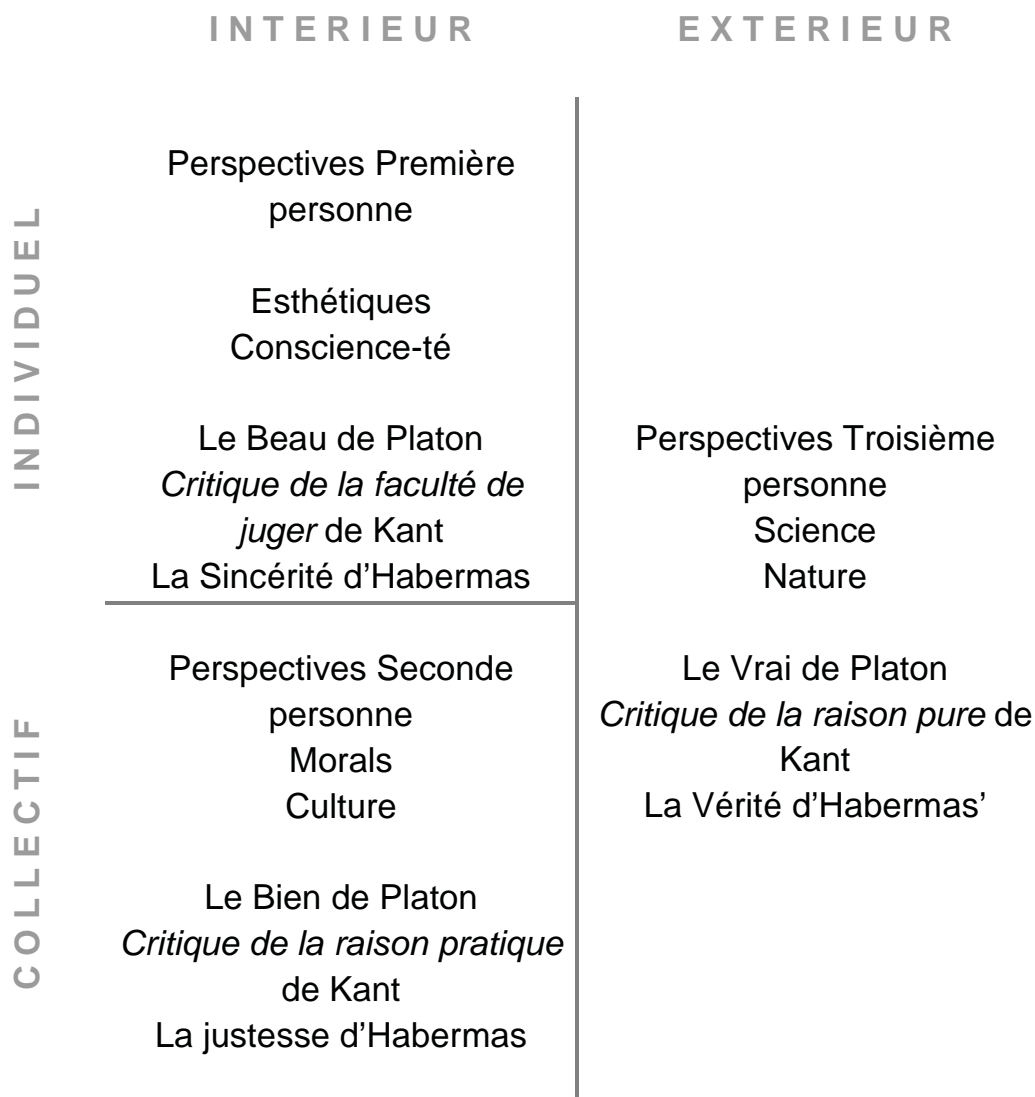 INTERIEUR
EXTERIEUR
INDIVIDUEL
Perspectives Première
personne
Esthétiques
Conscience-té
Le Beau de Platon
Critique de la faculté de
juger de Kant
La Sincérité d’Habermas
COLLECTIF
Perspectives Seconde
personne
Morals
Culture
Le Bien de Platon
Critique de la raison pratique
de Kant
La justesse d’Habermas
Perspectives Troisième
personne
Science
Nature
Le Vrai de Platon
Critique de la raison pure de
Kant
La Vérité d’Habermas’